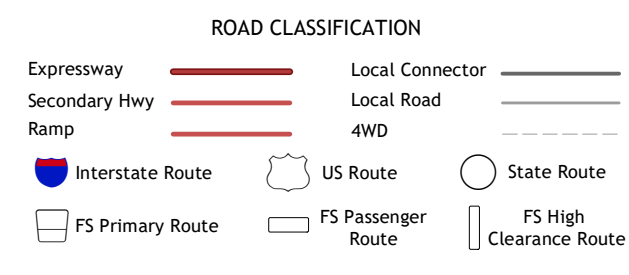 ROAD CLASSIFICATION
Expressway
Local Connector
Secondary Hwy
Local Road
Ramp
4WD
Interstate Route
US Route
State Route
FS Primary Route
FS Passenger
Route
FS High
Clearance Route